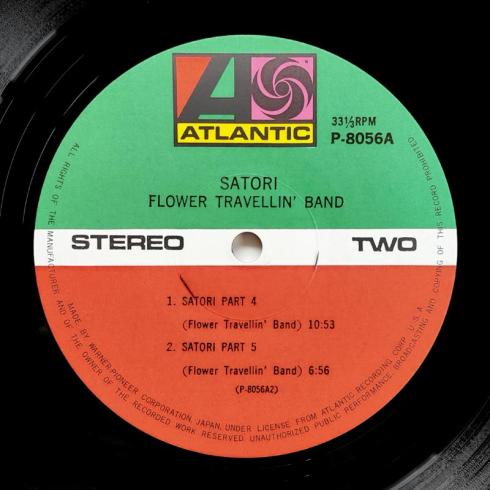 ATLANTIC
33⅓RPM
P-8056A
SATORI
FLOWER TRAVELLIN' BAND
STEREO
TWO
1. SATORI PART 4
(Flower Travellin' Band) 10:53
2. SATORI PART 5
(Flower Travellin' Band) 6:56
(P-8056A2)
MADE BY WARNER-PIONEER CORPORATION JAPAN, UNDER LICENSE FROM ATLANTIC RECORDING CORP. U.S.A.
ALL RIGHTS OF THE MANUFACTURER AND OF THE OWNER OF THE RECORDED WORK RESERVED. UNAUTHORIZED PUBLIC PERFORMANCE, BROADCASTING AND COPYING OF THIS RECORD PROHIBITED